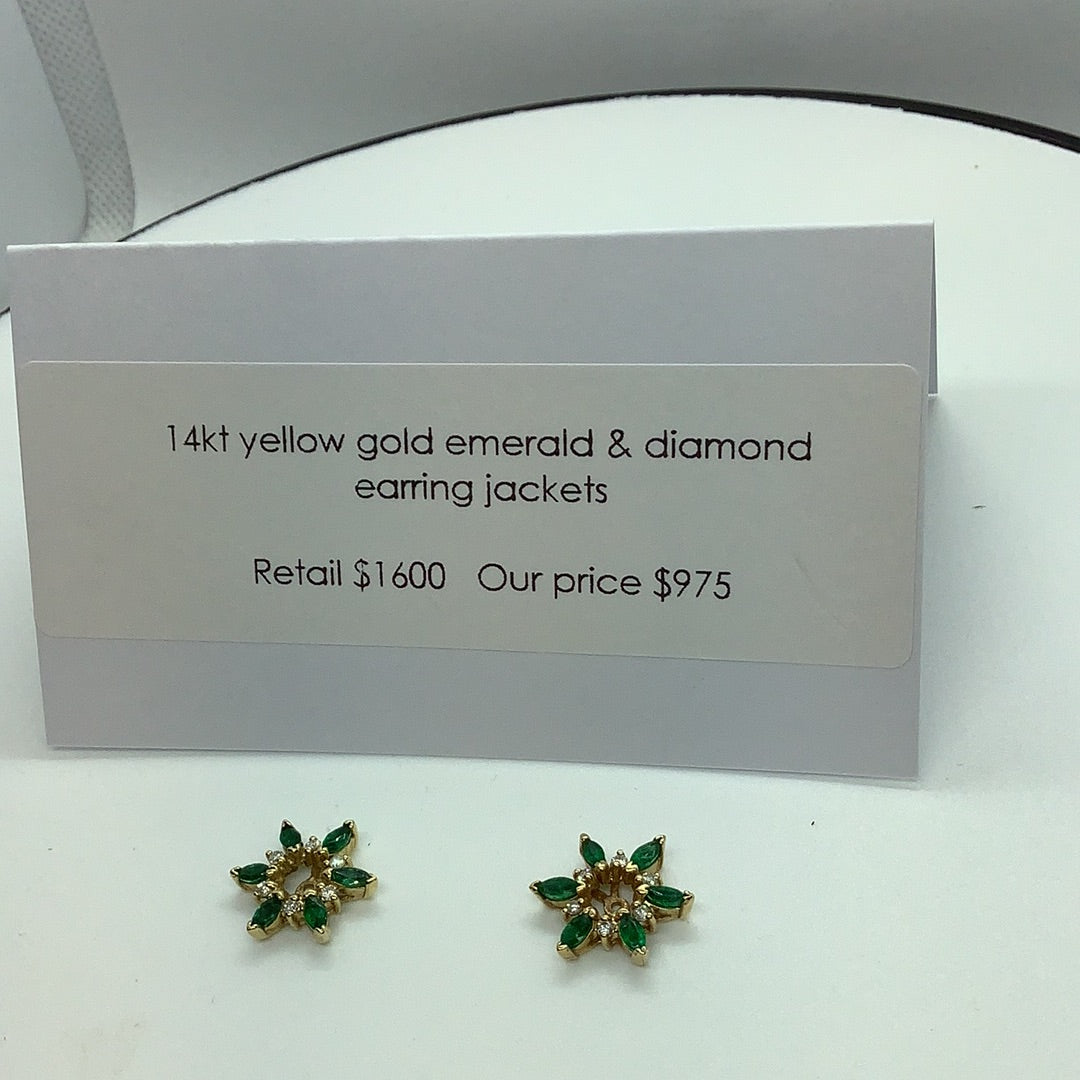 14kt yellow gold emerald & diamond
earring jackets
Retail $1600 Our price $975